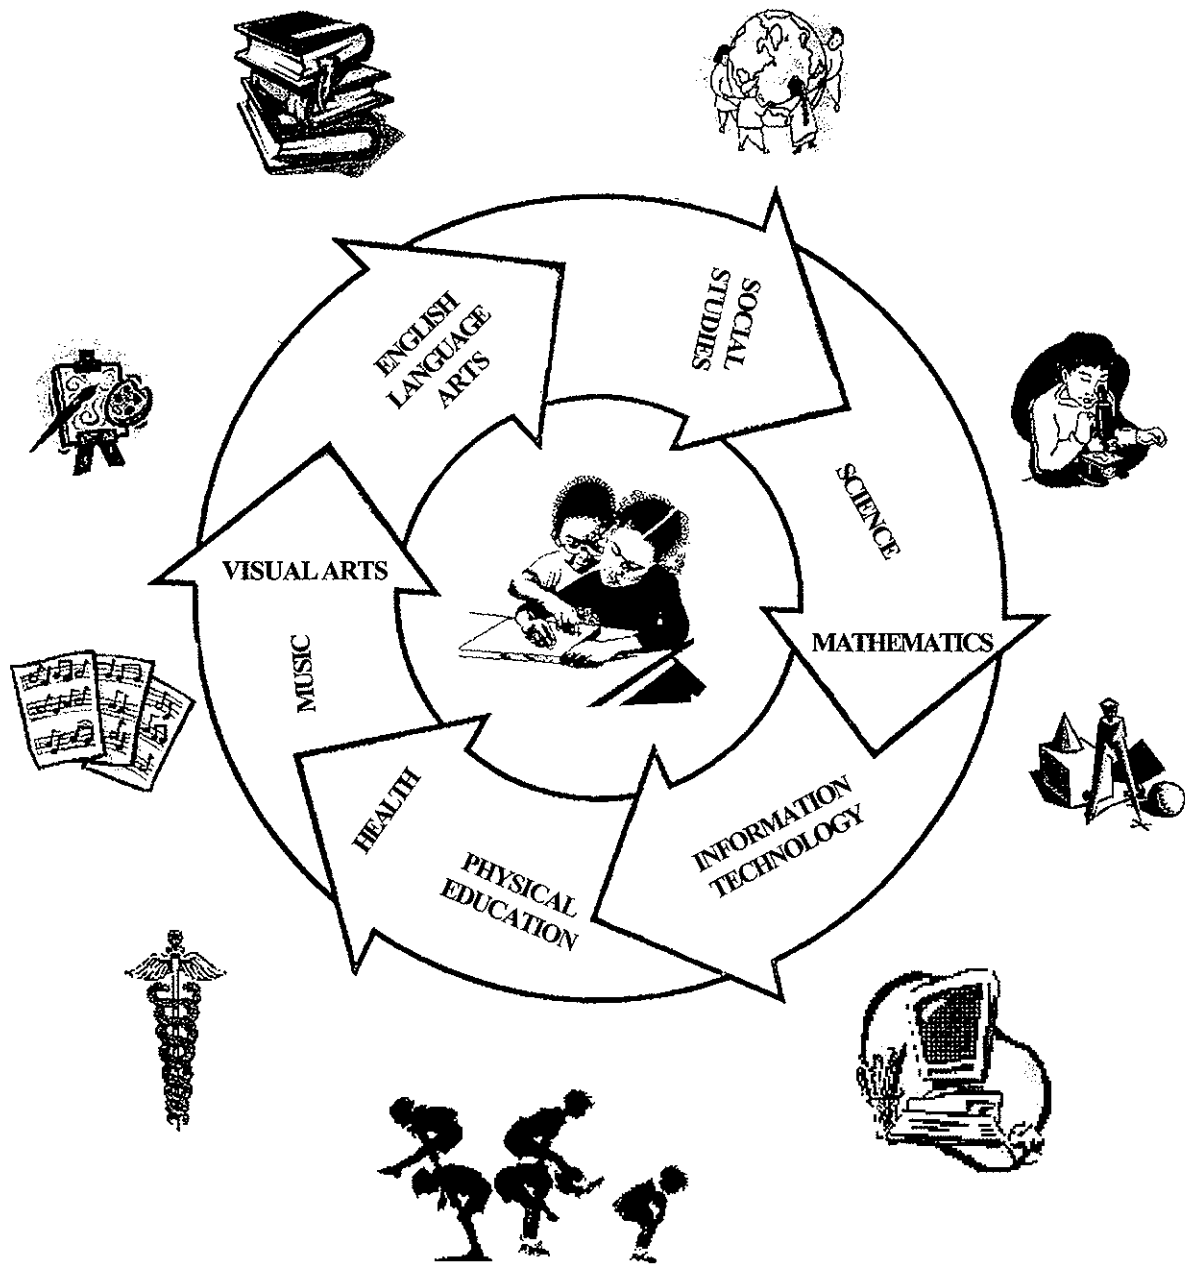 ENGLISH
LANGUAGE
ARTS
SOCIAL
STUDIES
SCIENCE
MATHEMATICS
INFORMATION
TECHNOLOGY
PHYSICAL
EDUCATION
HEALTH
MUSIC
VISUAL ARTS